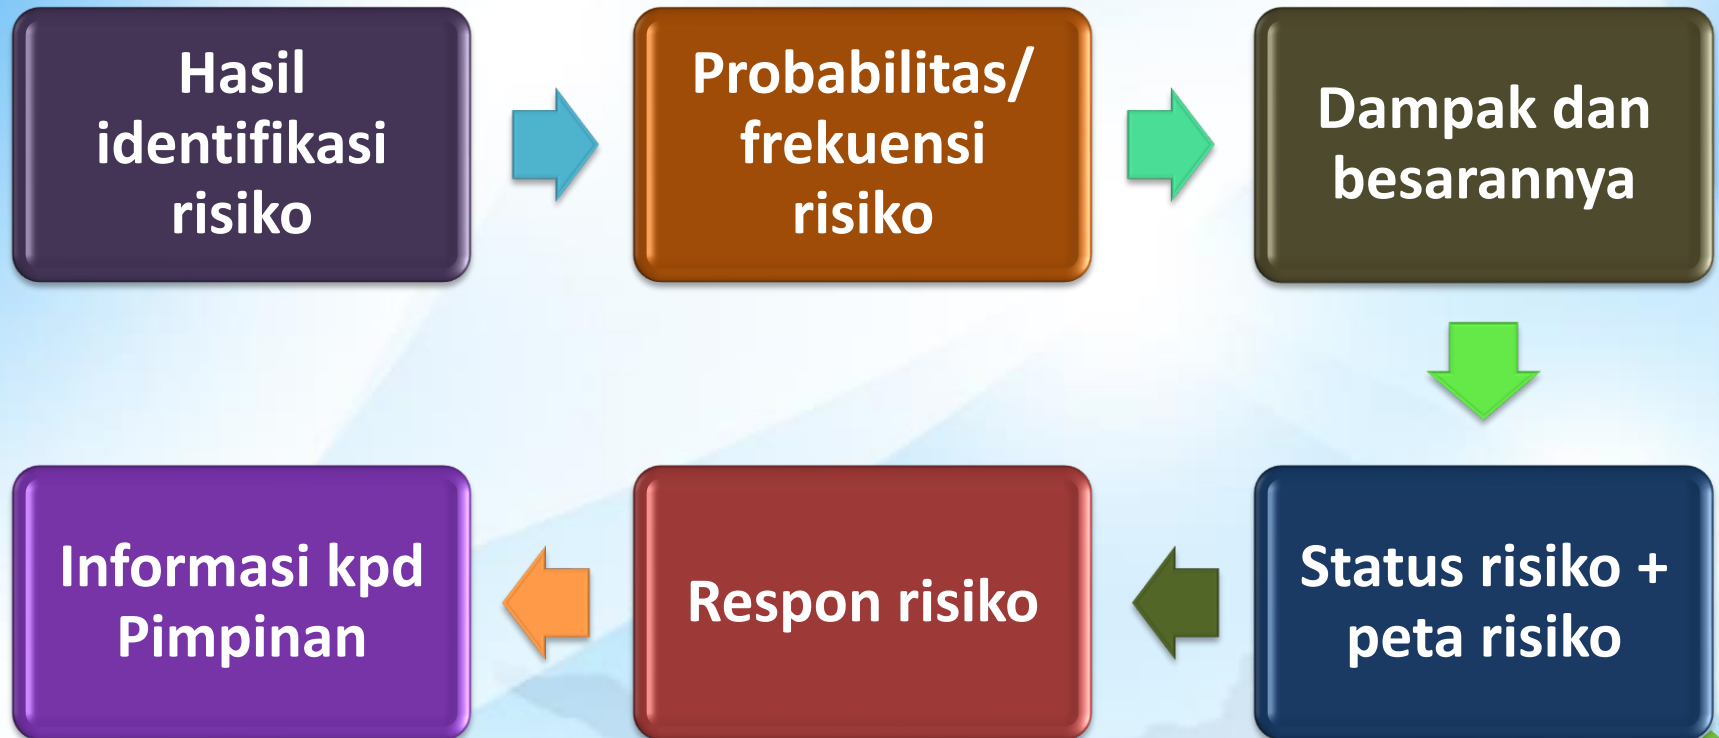 Hasil
identifikasi
risiko
Probabilitas/
frekuensi
risiko
Dampak dan
besarannya
Status risiko +
peta risiko
Respon risiko
Informasi kpd
Pimpinan